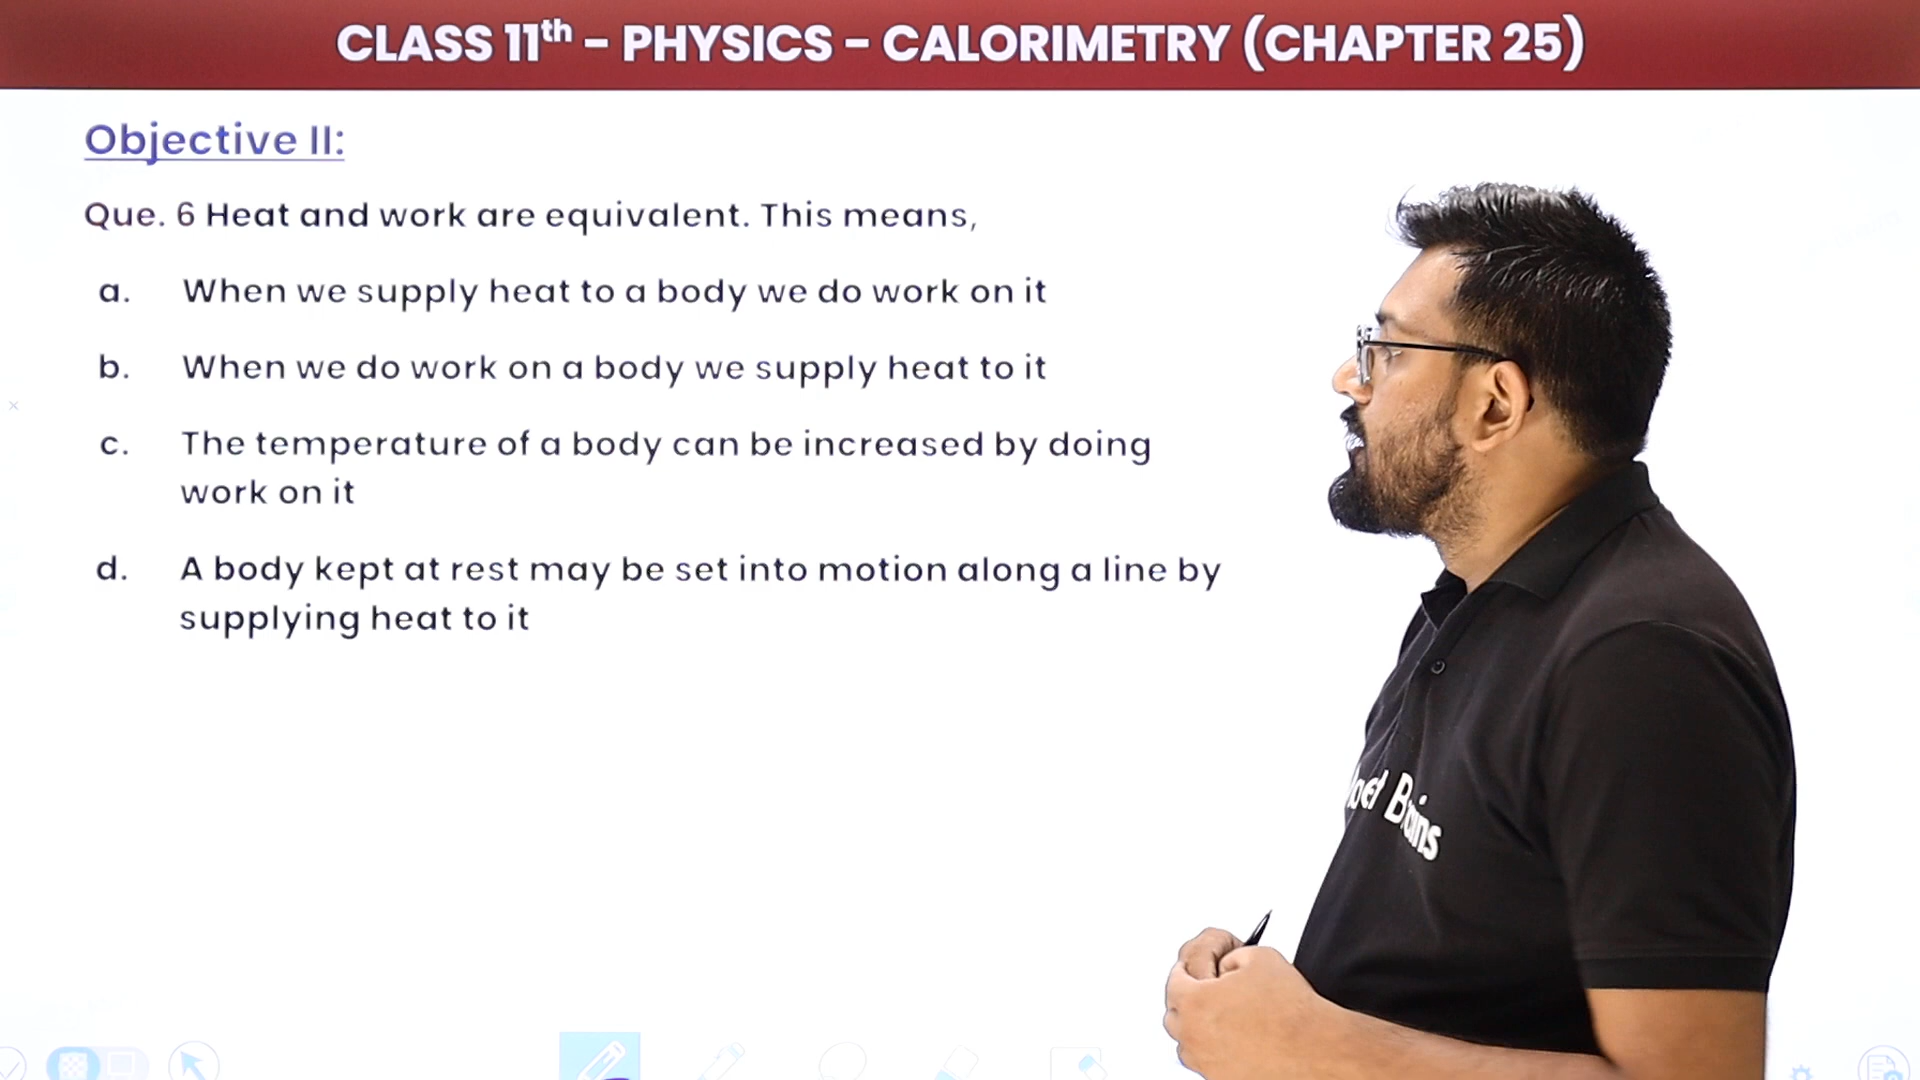 CLASS 11th - PHYSICS - CALORIMETRY (CHAPTER 25)
Objective II:
Que. 6 Heat and work are equivalent. This means,
a. When we supply heat to a body we do work on it
b. When we do work on a body we supply heat to it
c. The temperature of a body can be increased by doing
work on it
d. A body kept at rest may be set into motion along a line by
supplying heat to it
Brains